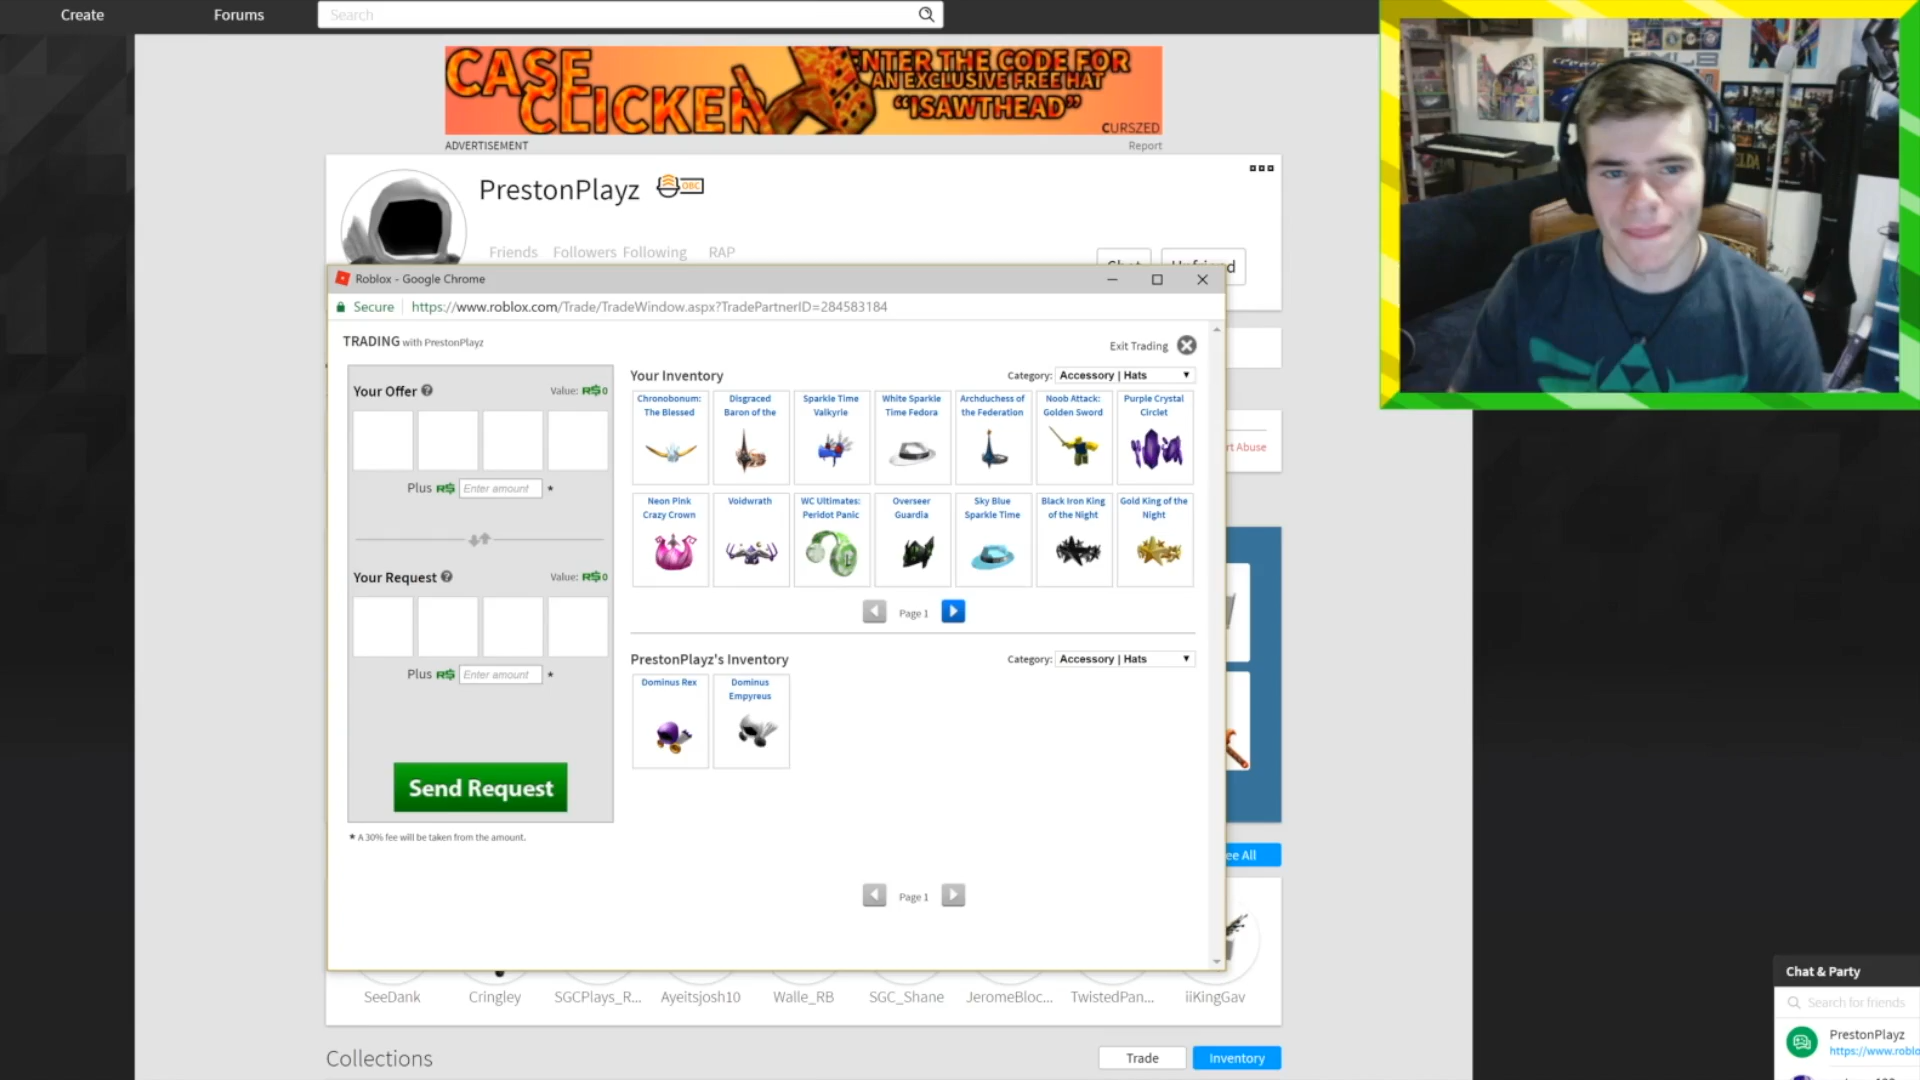 Create
Forums
Search
CASE CLICKER
ENTER THE CODE FOR
AN EXCLUSIVE FREE HAT
"ISAWTHEAD"
CURSZED
ADVERTISEMENT
Report
PrestonPlayz
OBC
Friends Followers Following RAP
Roblox - Google Chrome
Secure https://www.roblox.com/Trade/TradeWindow.aspx?TradePartnerID=284583184
TRADING with PrestonPlayz
Exit Trading
Your Offer
Value: R$0
Plus R$ Enter amount *
Your Request
Value: R$0
Plus R$ Enter amount *
Send Request
* A 30% fee will be taken from the amount.
Your Inventory
Category: Accessory | Hats
Chronobonum: The Blessed
Disgraced Baron of the
Sparkle Time Valkyrie
White Sparkle Time Fedora
Archduchess of the Federation
Noob Attack: Golden Sword
Purple Crystal Circlet
Neon Pink Crazy Crown
Voidwrath
WC Ultimates: Peridot Panic
Overseer Guardia
Sky Blue Sparkle Time
Black Iron King of the Night
Gold King of the Night
Page 1
PrestonPlayz's Inventory
Category: Accessory | Hats
Dominus Rex
Dominus Empyreus
Page 1
rt Abuse
ee All
SeeDank Cringley SGCPlays_R... Ayeitsjosh10 Walle_RB SGC_Shane JeromeBloc... TwistedPan... iiKingGav
Collections
Trade
Inventory
Chat & Party
Search for friends
PrestonPlayz
https://www.roblo
ZELDA